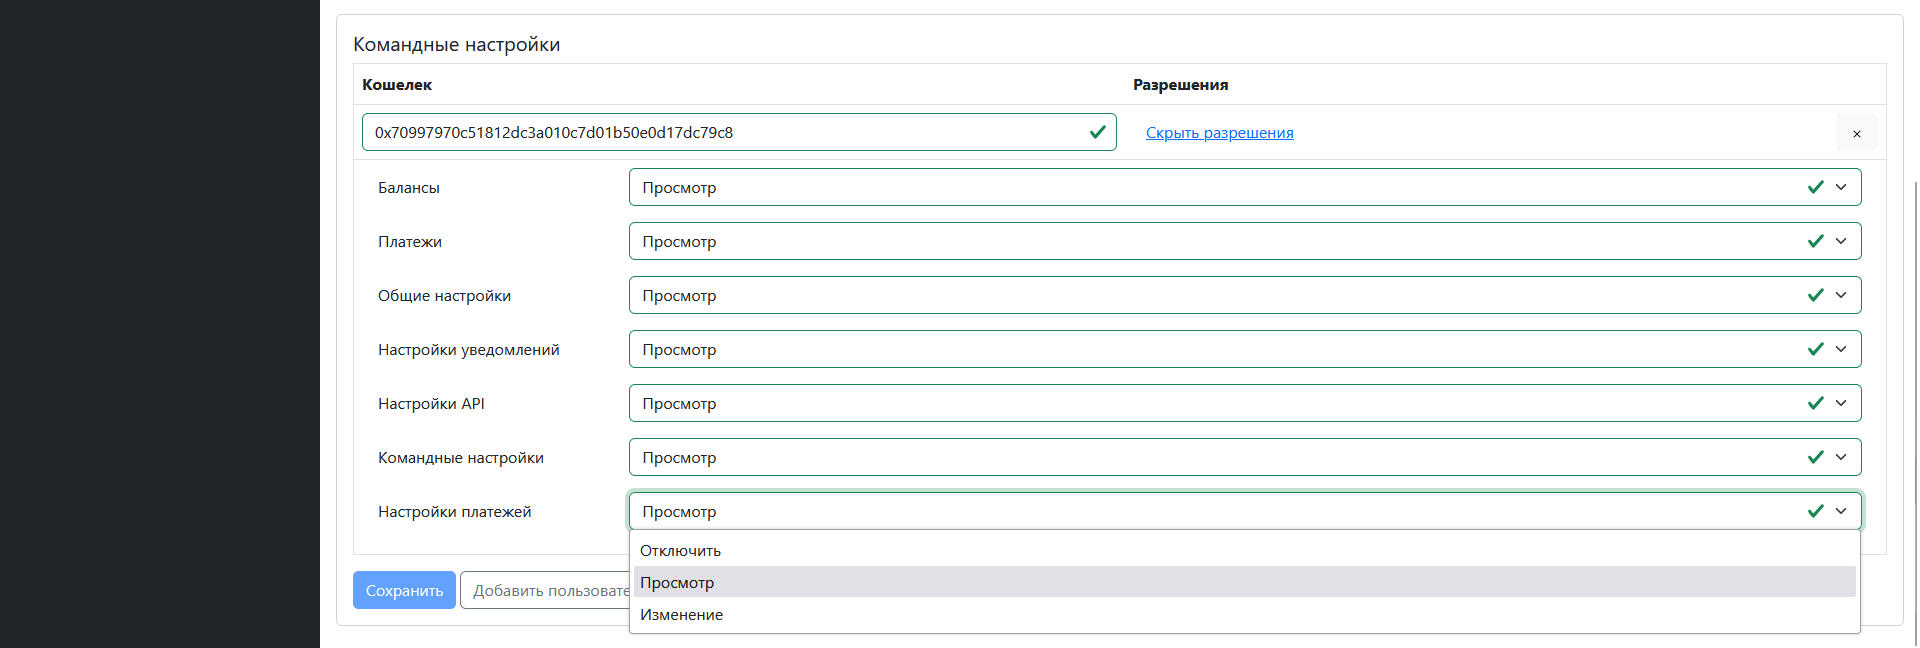 Командные настройки
Кошелек Разрешения
0x70997970c51812dc3a010c7d01b50e0d17dc79c8 Скрыть разрешения ×
Балансы Просмотр
Платежи Просмотр
Общие настройки Просмотр
Настройки уведомлений Просмотр
Настройки API Просмотр
Командные настройки Просмотр
Настройки платежей Просмотр
Отключить
Просмотр
Изменение
Сохранить Добавить пользовате